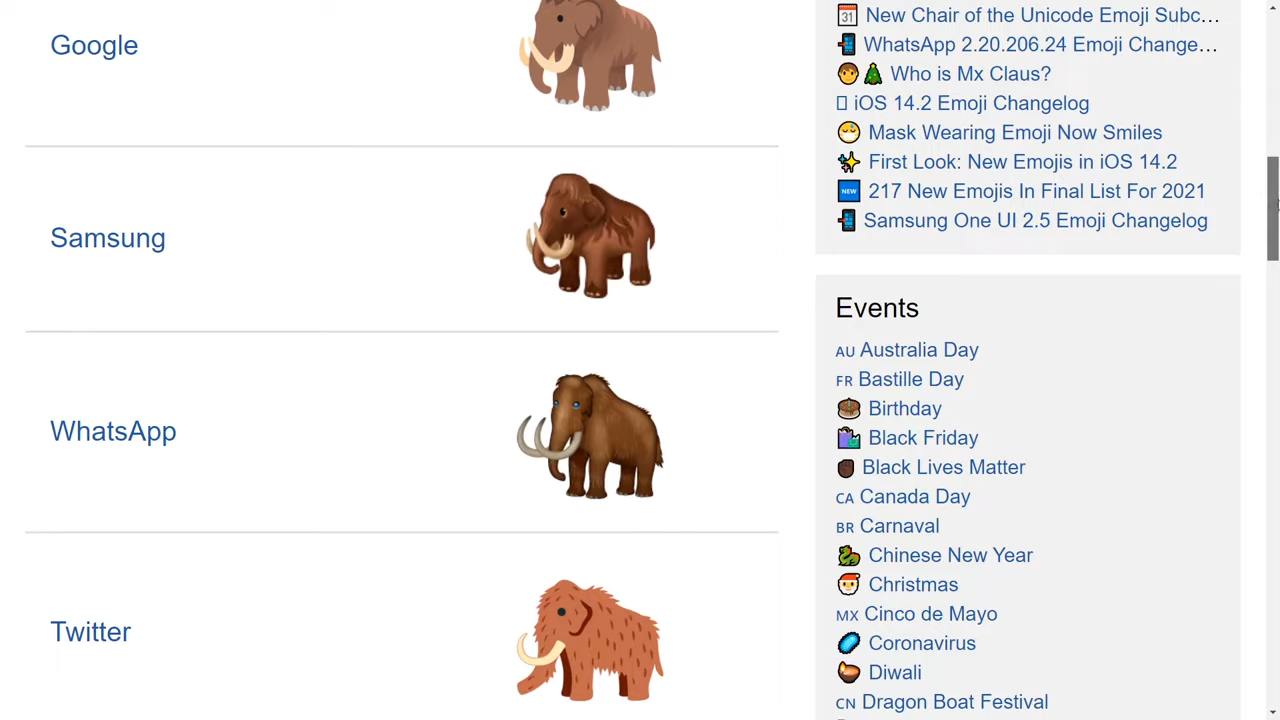 Google
Samsung
WhatsApp
Twitter
31 New Chair of the Unicode Emoji Subc...
WhatsApp 2.20.206.24 Emoji Change...
Who is Mx Claus?
iOS 14.2 Emoji Changelog
Mask Wearing Emoji Now Smiles
First Look: New Emojis in iOS 14.2
NEW 217 New Emojis In Final List For 2021
Samsung One UI 2.5 Emoji Changelog
Events
AU Australia Day
FR Bastille Day
Birthday
Black Friday
Black Lives Matter
CA Canada Day
BR Carnaval
Chinese New Year
Christmas
MX Cinco de Mayo
Coronavirus
Diwali
CN Dragon Boat Festival